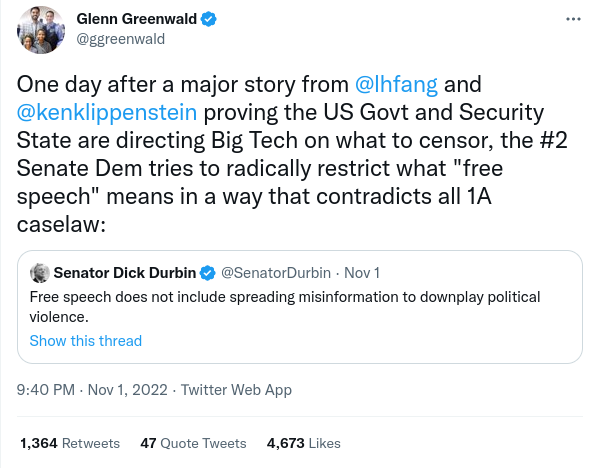 Glenn Greenwald
@ggreenwald
One day after a major story from @lhfang and
@kenklippenstein proving the US Govt and Security
State are directing Big Tech on what to censor, the #2
Senate Dem tries to radically restrict what "free
speech" means in a way that contradicts all 1A
caselaw:
Senator Dick Durbin @SenatorDurbin · Nov 1
Free speech does not include spreading misinformation to downplay political
violence.
Show this thread
9:40 PM · Nov 1, 2022 · Twitter Web App
1,364 Retweets 47 Quote Tweets 4,673 Likes